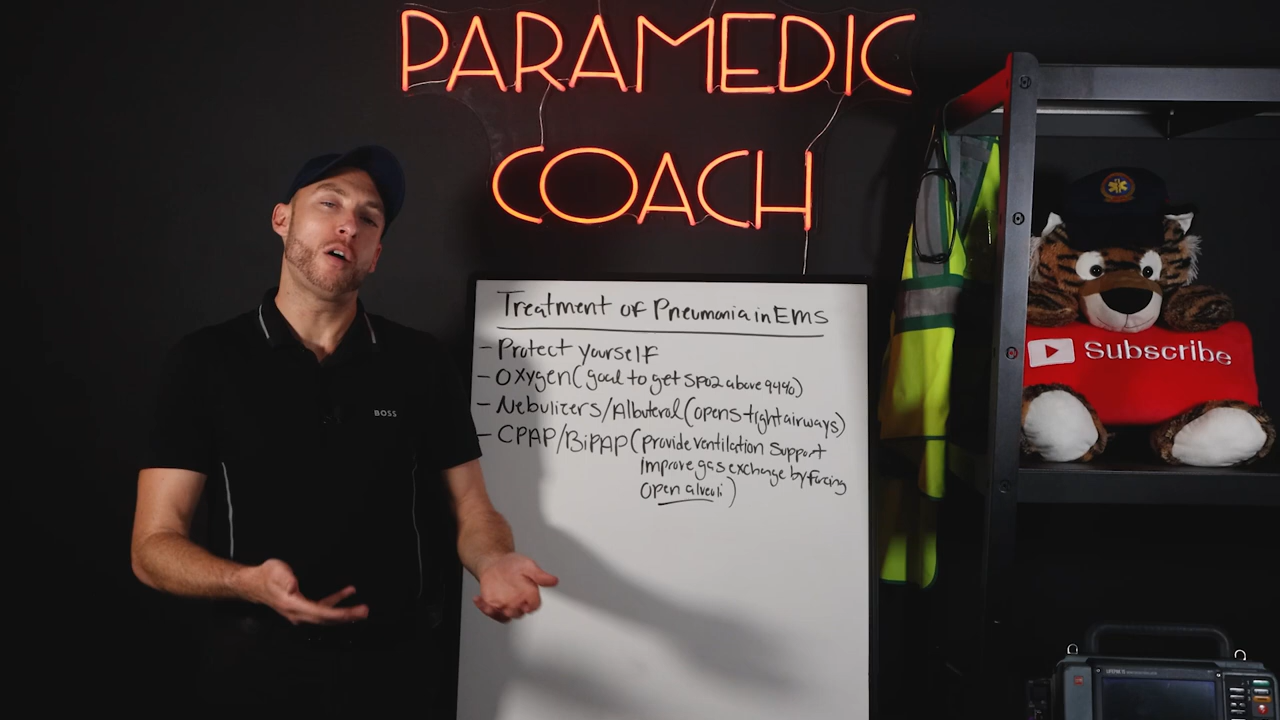 PARAMEDIC
COACH
Treatment of Pneumonia in Ems
- Protect yourself
- Oxygen (goal to get SpO2 above 94%)
- Nebulizers/Albuterol (opens tight airways)
- CPAP/BiPAP (provide ventilation support
improve gas exchange by forcing
open alveoli)
BOSS
Subscribe